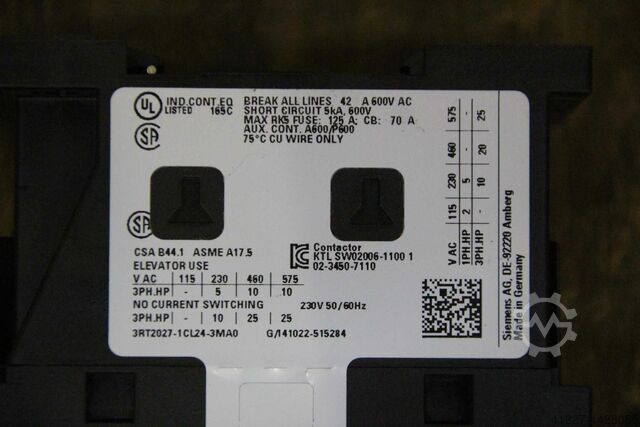 UL IND.CONT.EQ
LISTED 165C
BREAK ALL LINES 42 A 600V AC
SHORT CIRCUIT 5kA, 600V
MAX RK5 FUSE: 125 A; CB: 70 A
AUX. CONT. A600/P600
75°C CU WIRE ONLY
SA
SA
CSA B44.1 ASME A17.5
ELEVATOR USE
V AC 115 230 460 575
3PH.HP - 5 10 10
NO CURRENT SWITCHING
3PH.HP - 10 25 25
3RT2027-1CL24-3MA0
Contactor
KTL SW02006-1100 1
02-3450-7110
230V 50/60Hz
G/141022-515284
V AC 115 230 460 575
1PH.HP 2 5 - -
3PH.HP - 10 20 25
Siemens AG, DE-92220 Amberg
Made in Germany